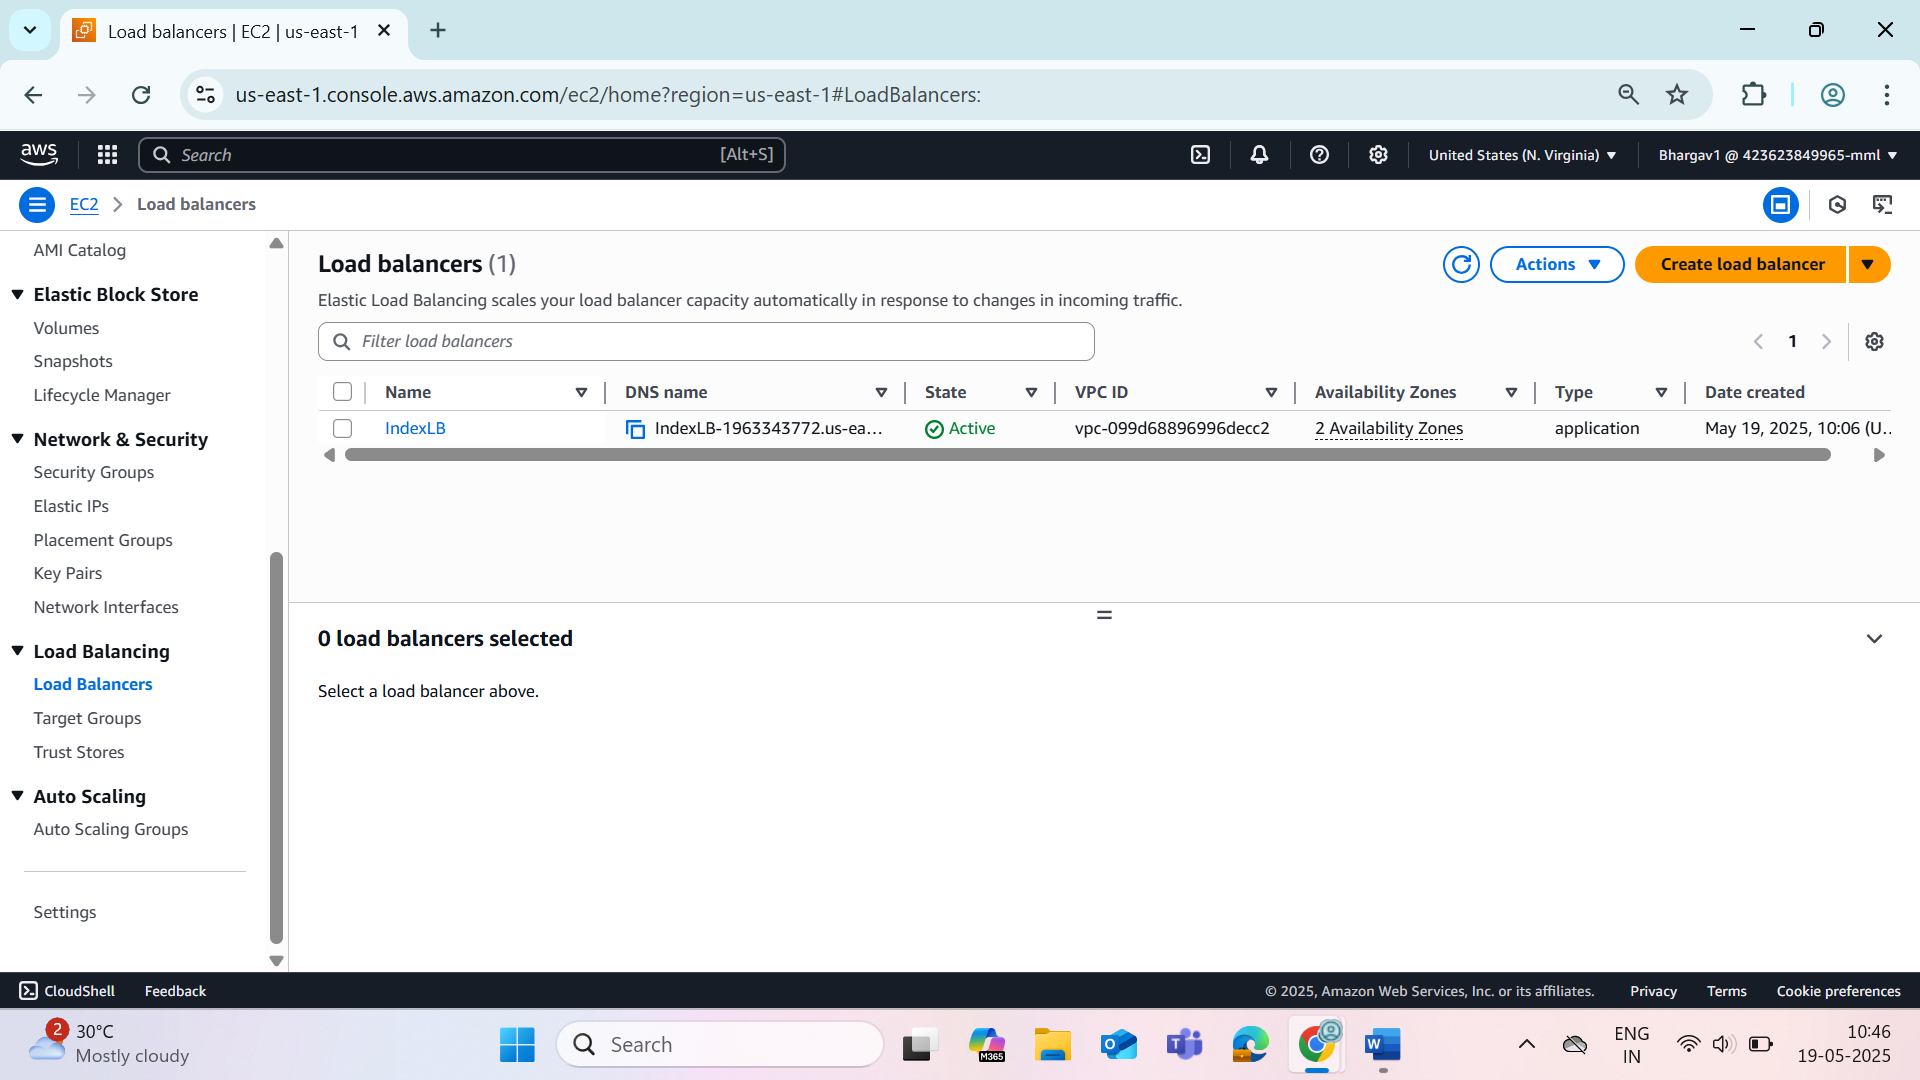 Load balancers | EC2 | us-east-1
us-east-1.console.aws.amazon.com/ec2/home?region=us-east-1#LoadBalancers:
aws
Search [Alt+S]
United States (N. Virginia)
Bhargav1 @ 423623849965-mml
EC2 > Load balancers
AMI Catalog
Elastic Block Store
Volumes
Snapshots
Lifecycle Manager
Network & Security
Security Groups
Elastic IPs
Placement Groups
Key Pairs
Network Interfaces
Load Balancing
Load Balancers
Target Groups
Trust Stores
Auto Scaling
Auto Scaling Groups
Settings
Load balancers (1)
Actions
Create load balancer
Elastic Load Balancing scales your load balancer capacity automatically in response to changes in incoming traffic.
Filter load balancers
1
Name DNS name State VPC ID Availability Zones Type Date created
IndexLB IndexLB-1963343772.us-ea... Active vpc-099d68896996decc2 2 Availability Zones application May 19, 2025, 10:06 (U..
0 load balancers selected
Select a load balancer above.
CloudShell Feedback © 2025, Amazon Web Services, Inc. or its affiliates. Privacy Terms Cookie preferences
2
30°C
Mostly cloudy
Search
M365
ENG
IN
10:46
19-05-2025